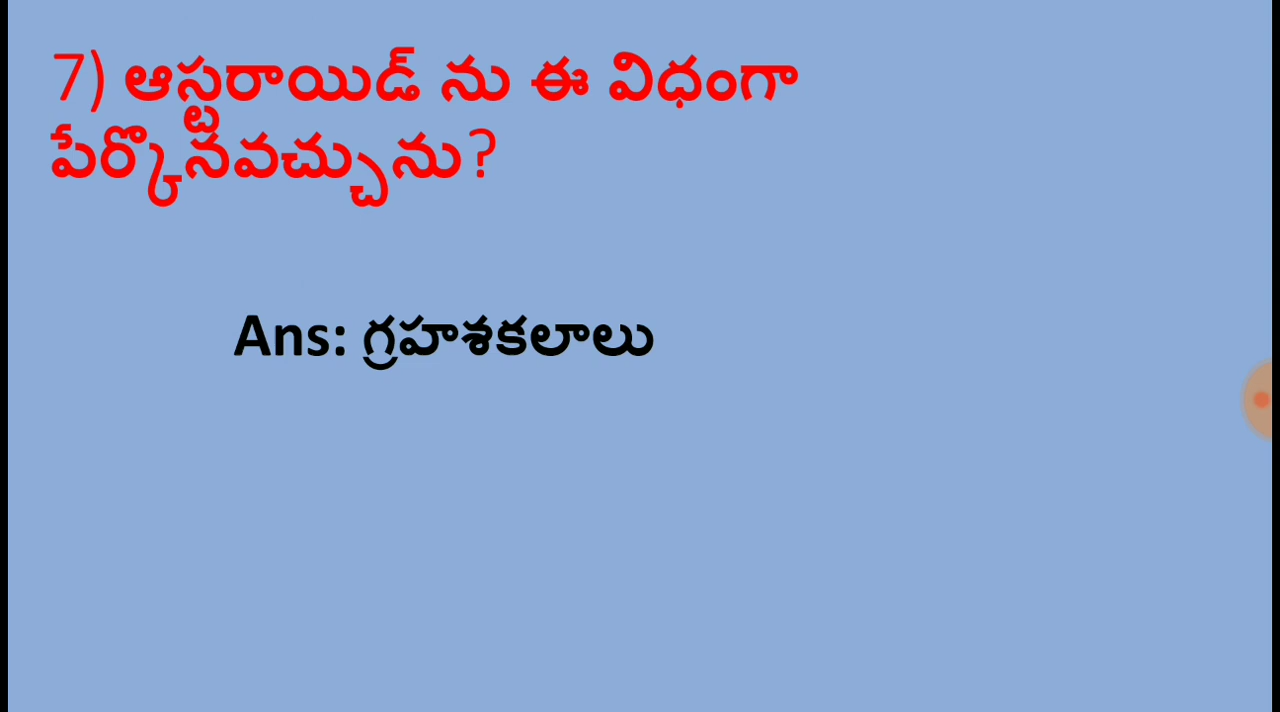 7) ఆస్టరాయిడ్ ను ఈ విధంగా
పేర్కొనవచ్చును?
Ans: గ్రహశకలాలు